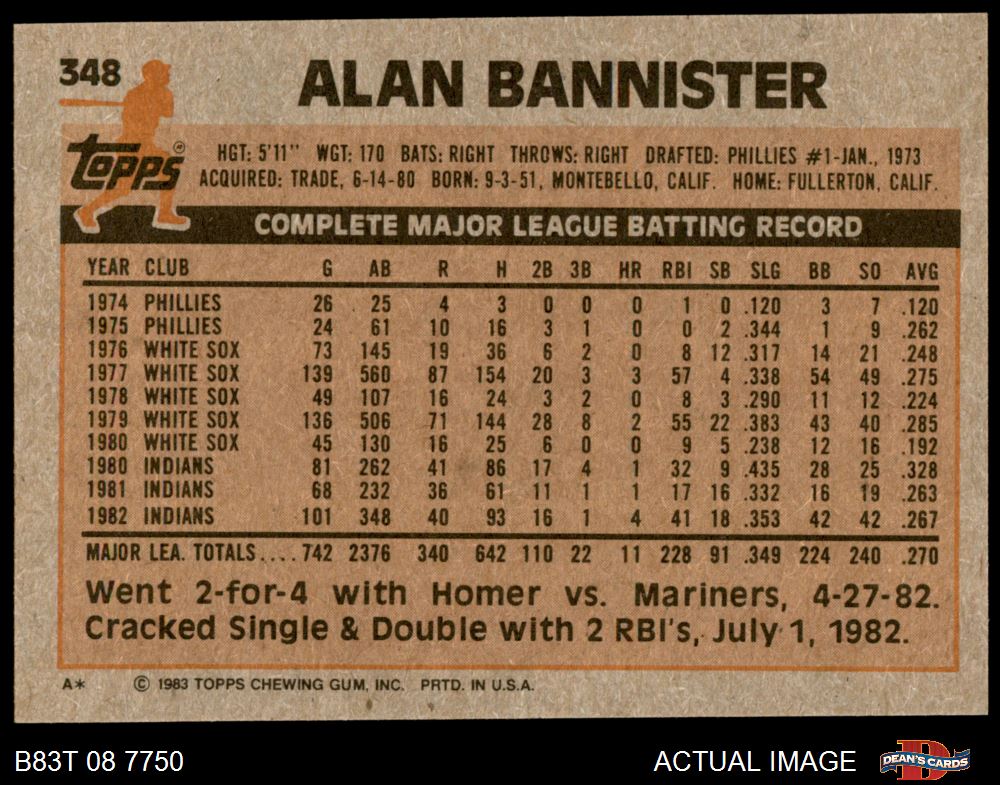 348 ALAN BANNISTER
Topps®
HGT: 5'11" WGT: 170 BATS: RIGHT THROWS: RIGHT DRAFTED: PHILLIES #1-JAN., 1973
ACQUIRED: TRADE, 6-14-80 BORN: 9-3-51, MONTEBELLO, CALIF. HOME: FULLERTON, CALIF.
COMPLETE MAJOR LEAGUE BATTING RECORD
YEAR CLUB G AB R H 2B 3B HR RBI SB SLG BB SO AVG
1974 PHILLIES 26 25 4 3 0 0 0 1 0 .120 3 7 .120
1975 PHILLIES 24 61 10 16 3 1 0 0 2 .344 1 9 .262
1976 WHITE SOX 73 145 19 36 6 2 0 8 12 .317 14 21 .248
1977 WHITE SOX 139 560 87 154 20 3 3 57 4 .338 54 49 .275
1978 WHITE SOX 49 107 16 24 3 2 0 8 3 .290 11 12 .224
1979 WHITE SOX 136 506 71 144 28 8 2 55 22 .383 43 40 .285
1980 WHITE SOX 45 130 16 25 6 0 0 9 5 .238 12 16 .192
1980 INDIANS 81 262 41 86 17 4 1 32 9 .435 28 25 .328
1981 INDIANS 68 232 36 61 11 1 1 17 16 .332 16 19 .263
1982 INDIANS 101 348 40 93 16 1 4 41 18 .353 42 42 .267
MAJOR LEA. TOTALS.... 742 2376 340 642 110 22 11 228 91 .349 224 240 .270
Went 2-for-4 with Homer vs. Mariners, 4-27-82.
Cracked Single & Double with 2 RBI's, July 1, 1982.
A* © 1983 TOPPS CHEWING GUM, INC. PRTD. IN U.S.A.
B83T 08 7750 ACTUAL IMAGE D DEAN'S CARDS